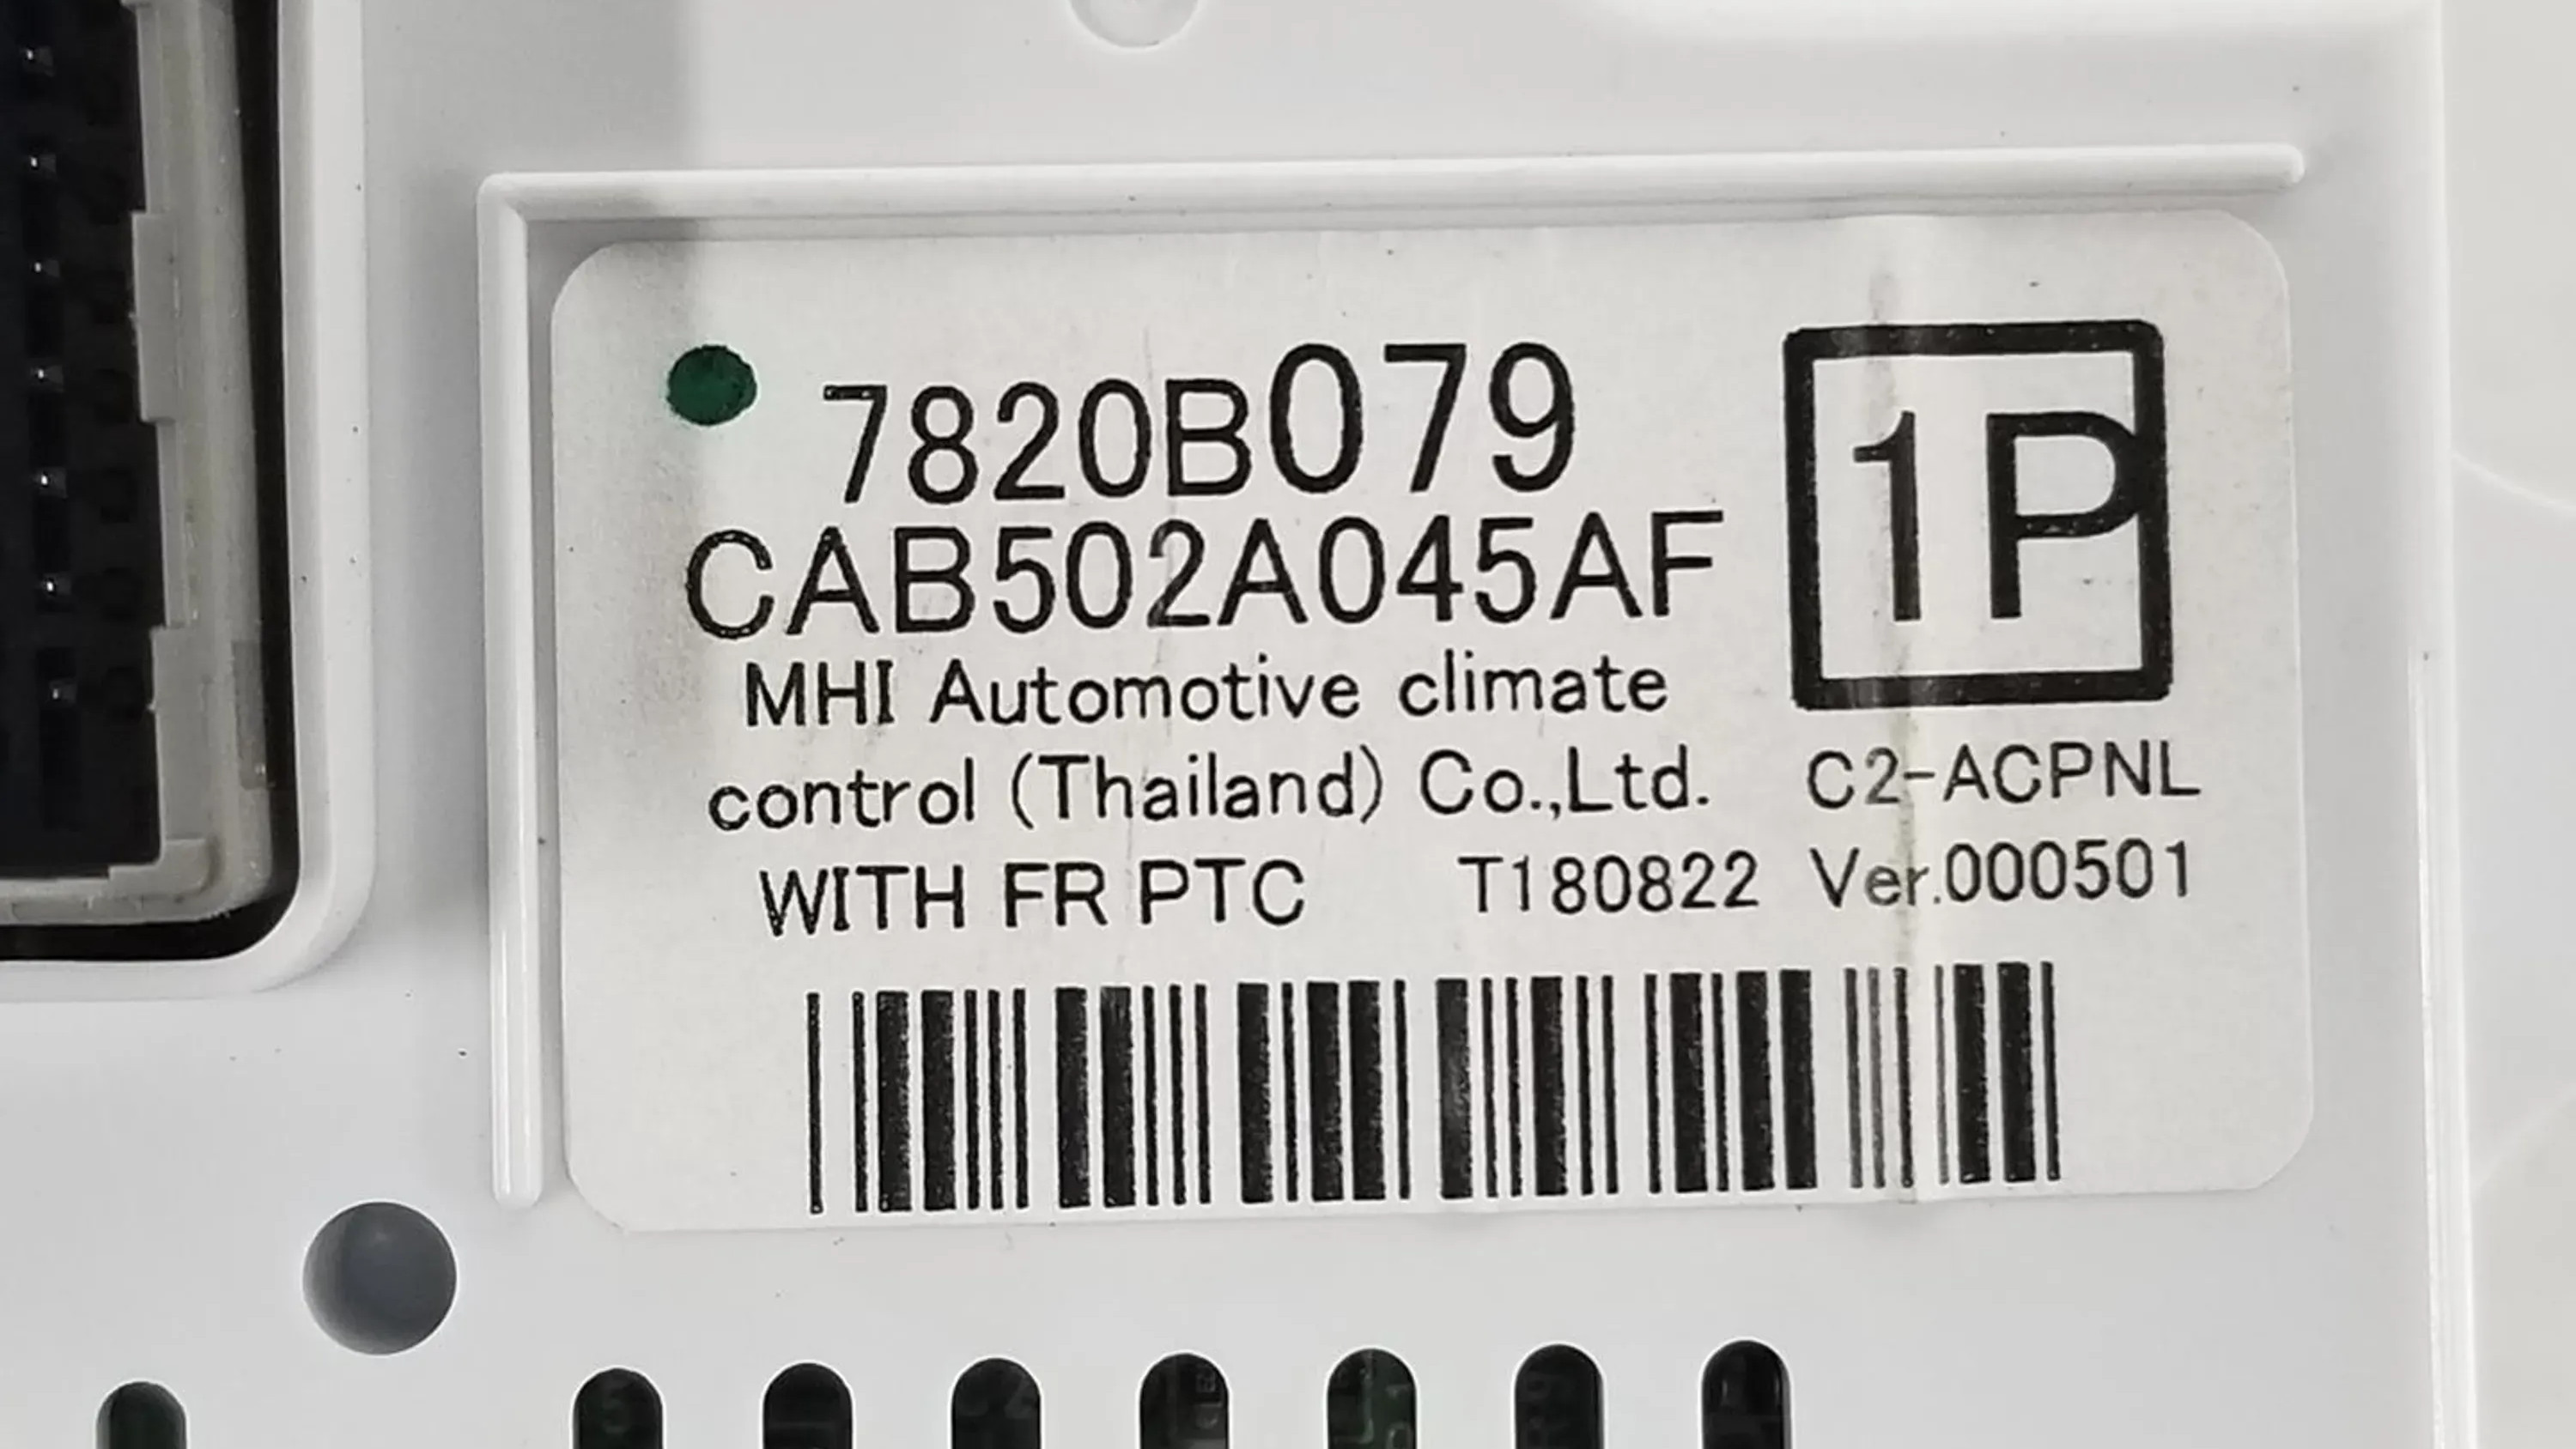 7820B079
1P
CAB502A045AF
MHI Automotive climate
control (Thailand) Co.,Ltd. C2-ACPNL
WITH FR PTC T180822 Ver.000501